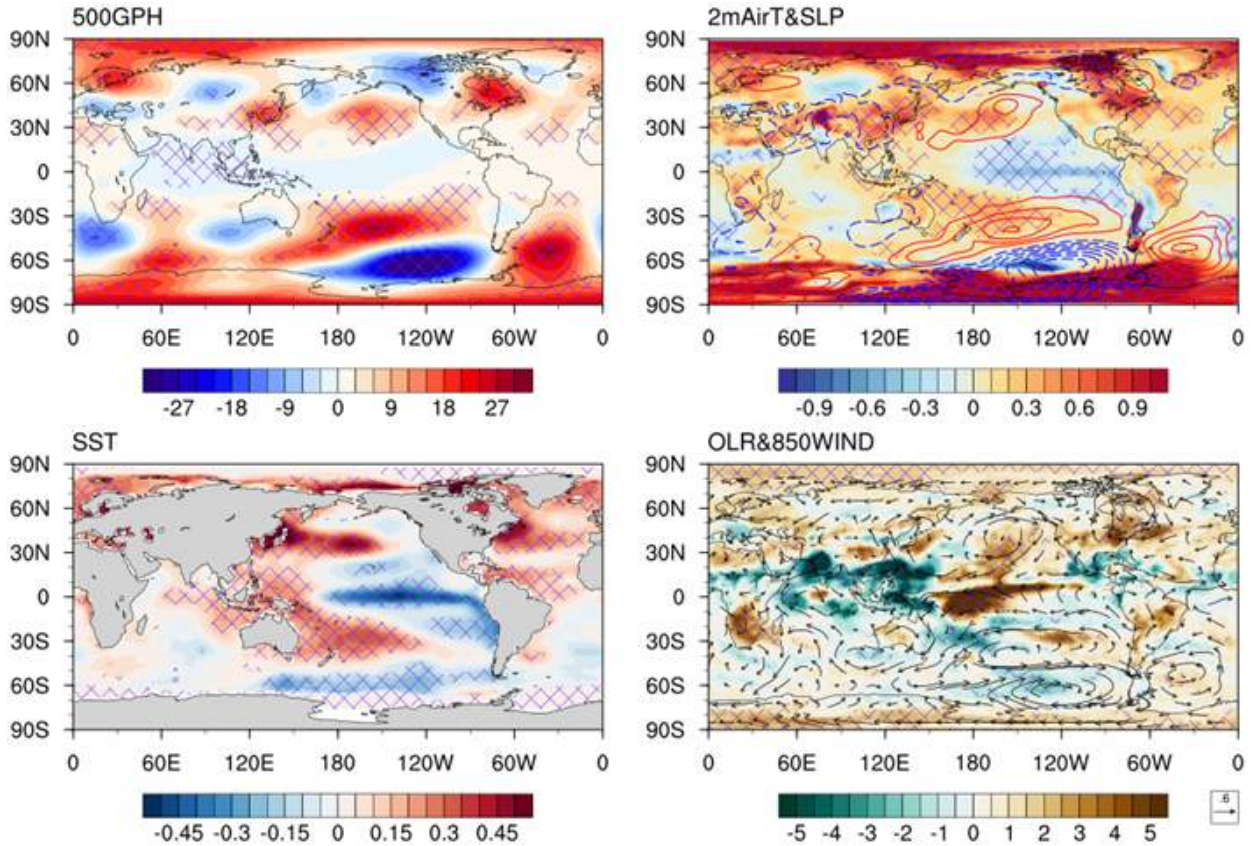 500GPH
2mAirT&SLP
90N
60N
30N
0
30S
60S
90S
0 60E 120E 180 120W 60W 0
-27 -18 -9 0 9 18 27
90N
60N
30N
0
30S
60S
90S
0 60E 120E 180 120W 60W 0
-0.9 -0.6 -0.3 0 0.3 0.6 0.9
SST
OLR&850WIND
90N
60N
30N
0
30S
60S
90S
0 60E 120E 180 120W 60W 0
-0.45 -0.3 -0.15 0 0.15 0.3 0.45
90N
60N
30N
0
30S
60S
90S
0 60E 120E 180 120W 60W 0
-5 -4 -3 -2 -1 0 1 2 3 4 5
.6